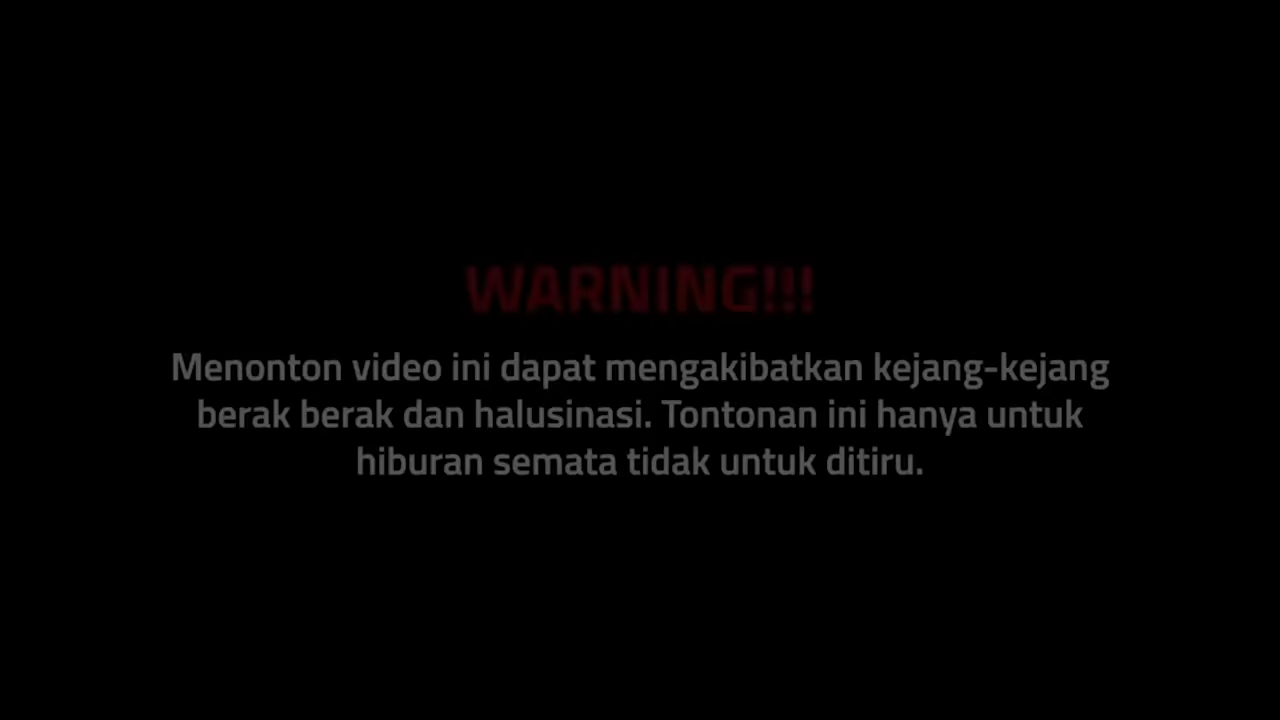 WARNING!!!
Menonton video ini dapat mengakibatkan kejang-kejang
berak berak dan halusinasi. Tontonan ini hanya untuk
hiburan semata tidak untuk ditiru.